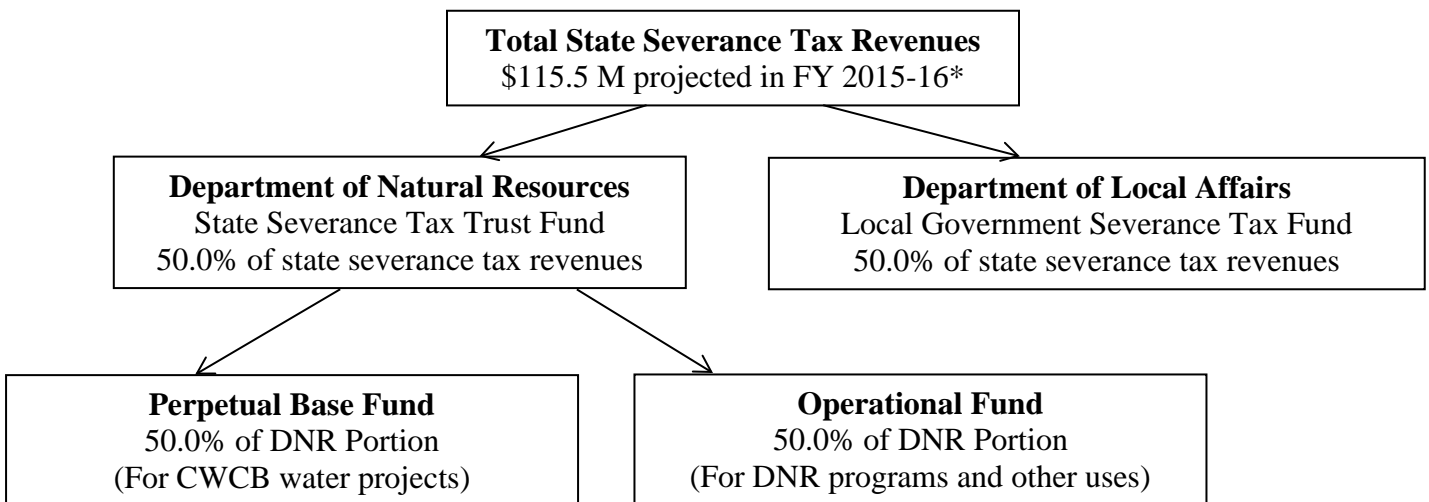 Total State Severance Tax Revenues
$115.5 M projected in FY 2015-16*
Department of Natural Resources
State Severance Tax Trust Fund
50.0% of state severance tax revenues
Department of Local Affairs
Local Government Severance Tax Fund
50.0% of state severance tax revenues
Perpetual Base Fund
50.0% of DNR Portion
(For CWCB water projects)
Operational Fund
50.0% of DNR Portion
(For DNR programs and other uses)